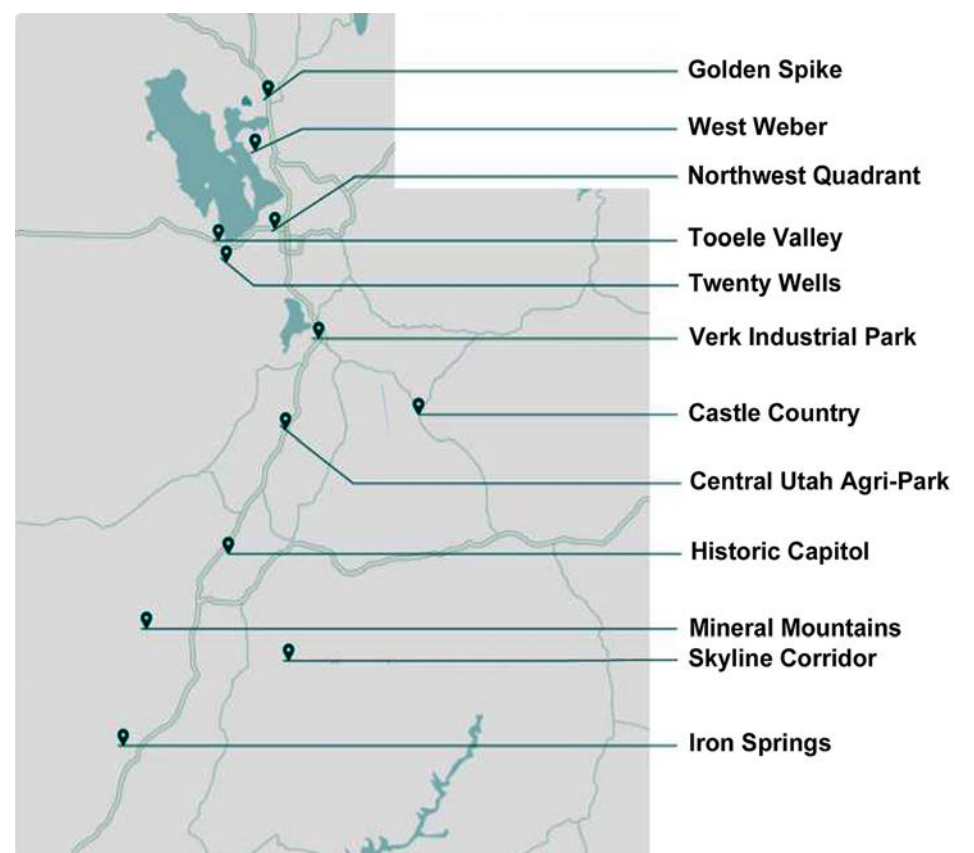 Golden Spike
West Weber
Northwest Quadrant
Tooele Valley
Twenty Wells
Verk Industrial Park
Castle Country
Central Utah Agri-Park
Historic Capitol
Mineral Mountains
Skyline Corridor
Iron Springs